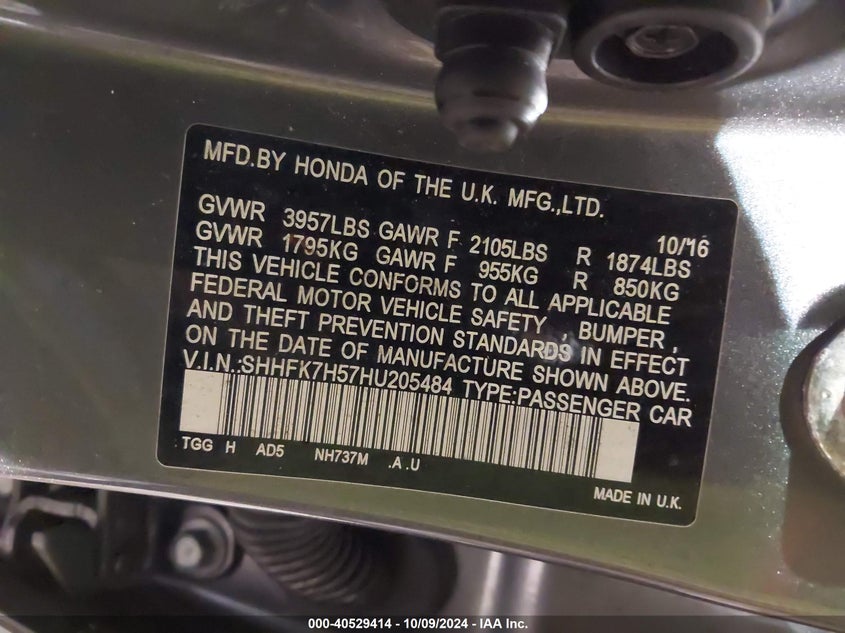 MFD.BY HONDA OF THE U.K. MFG.,LTD.
10/16
GVWR 3957LBS GAWR F 2105LBS R 1874LBS
GVWR 1795KG GAWR F 955KG R 850KG
THIS VEHICLE CONFORMS TO ALL APPLICABLE
FEDERAL MOTOR VEHICLE SAFETY , BUMPER ,
AND THEFT PREVENTION STANDARDS IN EFFECT
ON THE DATE OF MANUFACTURE SHOWN ABOVE.
V.I.N.:SHHFK7H57HU205484 TYPE:PASSENGER CAR
TGG H AD5 NH737M .A .U
MADE IN U.K.
000-40529414 - 10/09/2024 - IAA Inc.